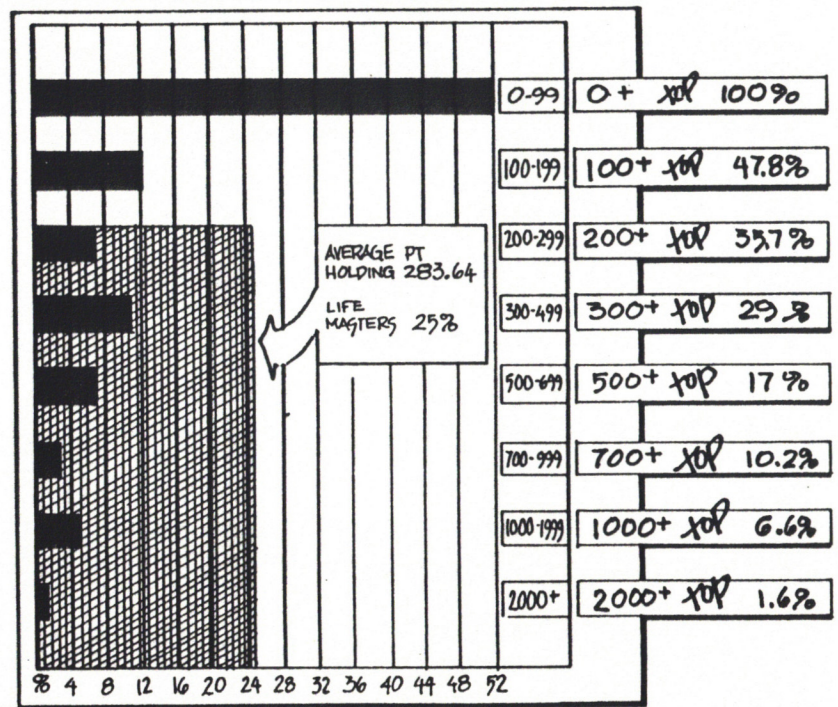 0-99 0+ top 100%
100-199 100+ top 47.8%
200-299 200+ top 35.7%
AVERAGE PT
HOLDING 283.64
LIFE
MASTERS 25%
300-499 300+ top 29%
500-699 500+ top 17%
700-999 700+ top 10.2%
1000-1999 1000+ top 6.6%
2000+ 2000+ top 1.6%
% 4 8 12 16 20 24 28 32 36 40 44 48 52